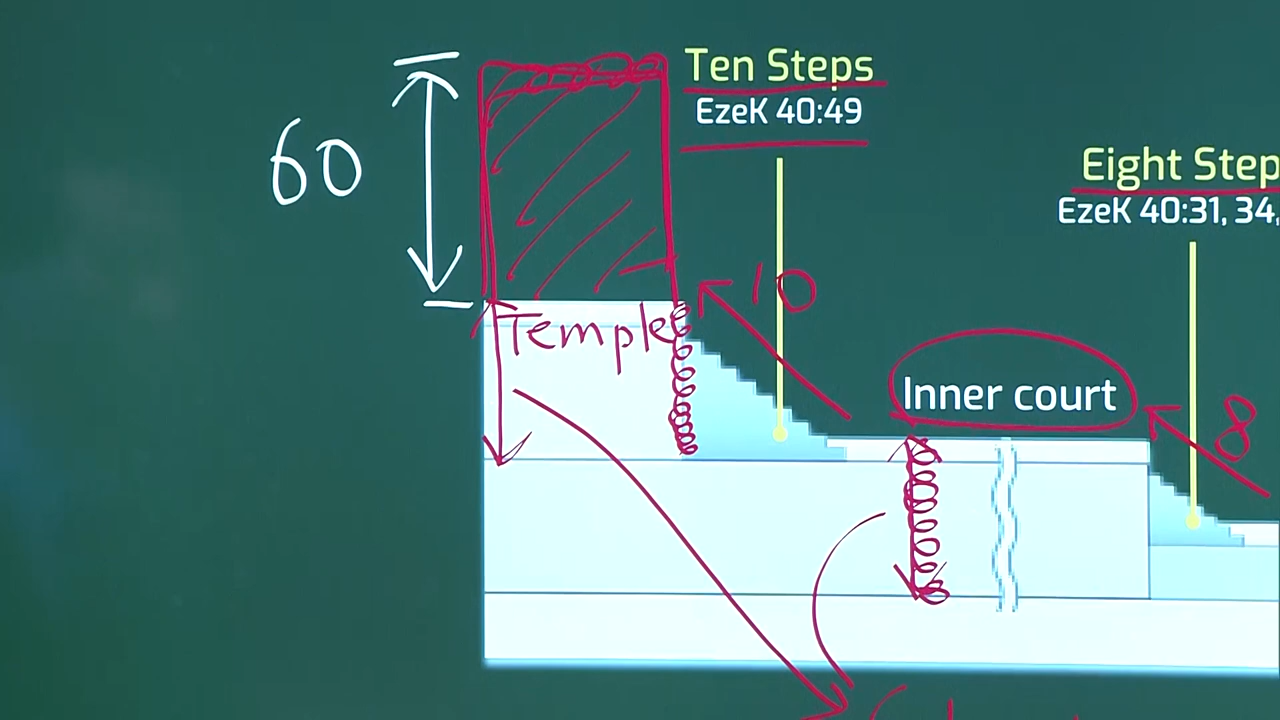 Ten Steps
EzeK 40:49
60
Eight Step
EzeK 40:31, 34,
10
Temple
Inner court
8